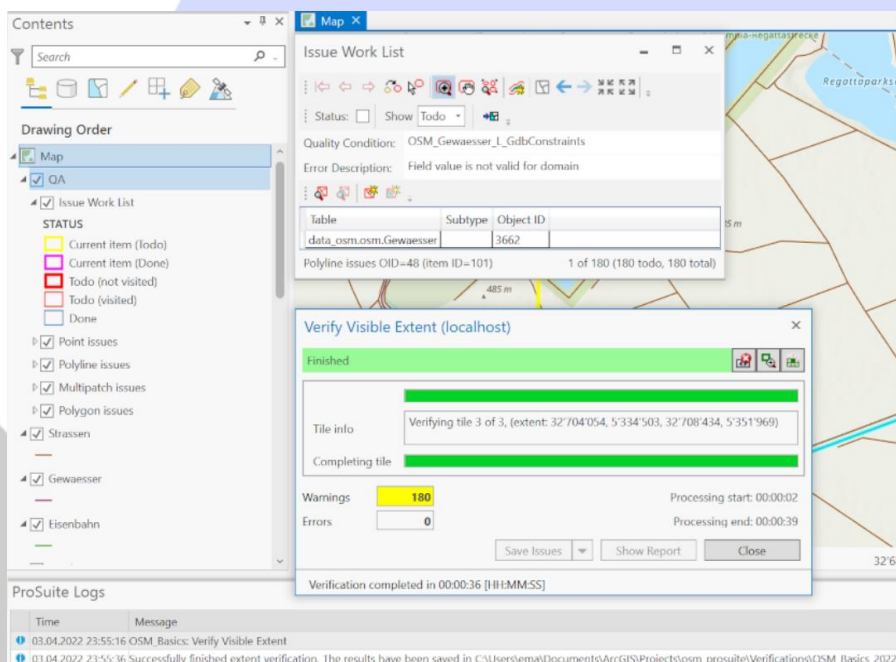 Contents
Search
Drawing Order
Map
QA
Issue Work List
STATUS
Current item (Todo)
Current item (Done)
Todo (not visited)
Todo (visited)
Done
Point issues
Polyline issues
Multipatch issues
Polygon issues
Strassen
Gewaesser
Eisenbahn
Map
Issue Work List
Status: Show Todo
Quality Condition: OSM_Gewaesser_L_GdbConstraints
Error Description: Field value is not valid for domain
Table Subtype Object ID
data_osm.osm.Gewaesser 3662
Polyline issues OID=48 (item ID=101) 1 of 180 (180 todo, 180 total)
485 m
Verify Visible Extent (localhost)
Finished
Tile info Verifying tile 3 of 3, (extent: 32'704'054, 5'334'503, 32'708'434, 5'351'969)
Completing tile
Warnings 180 Processing start: 00:00:02
Errors 0 Processing end: 00:00:39
Save Issues Show Report Close
Verification completed in 00:00:36 [HH:MM:SS]
32'6
ProSuite Logs
Time Message
03.04.2022 23:55:16 OSM_Basics: Verify Visible Extent
03.04.2022 23:55:36 Successfully finished extent verification. The results have been saved in C:\Users\ema\Documents\ArcGIS\Projects\osm_prosuite\Verifications\OSM_Basics_2022